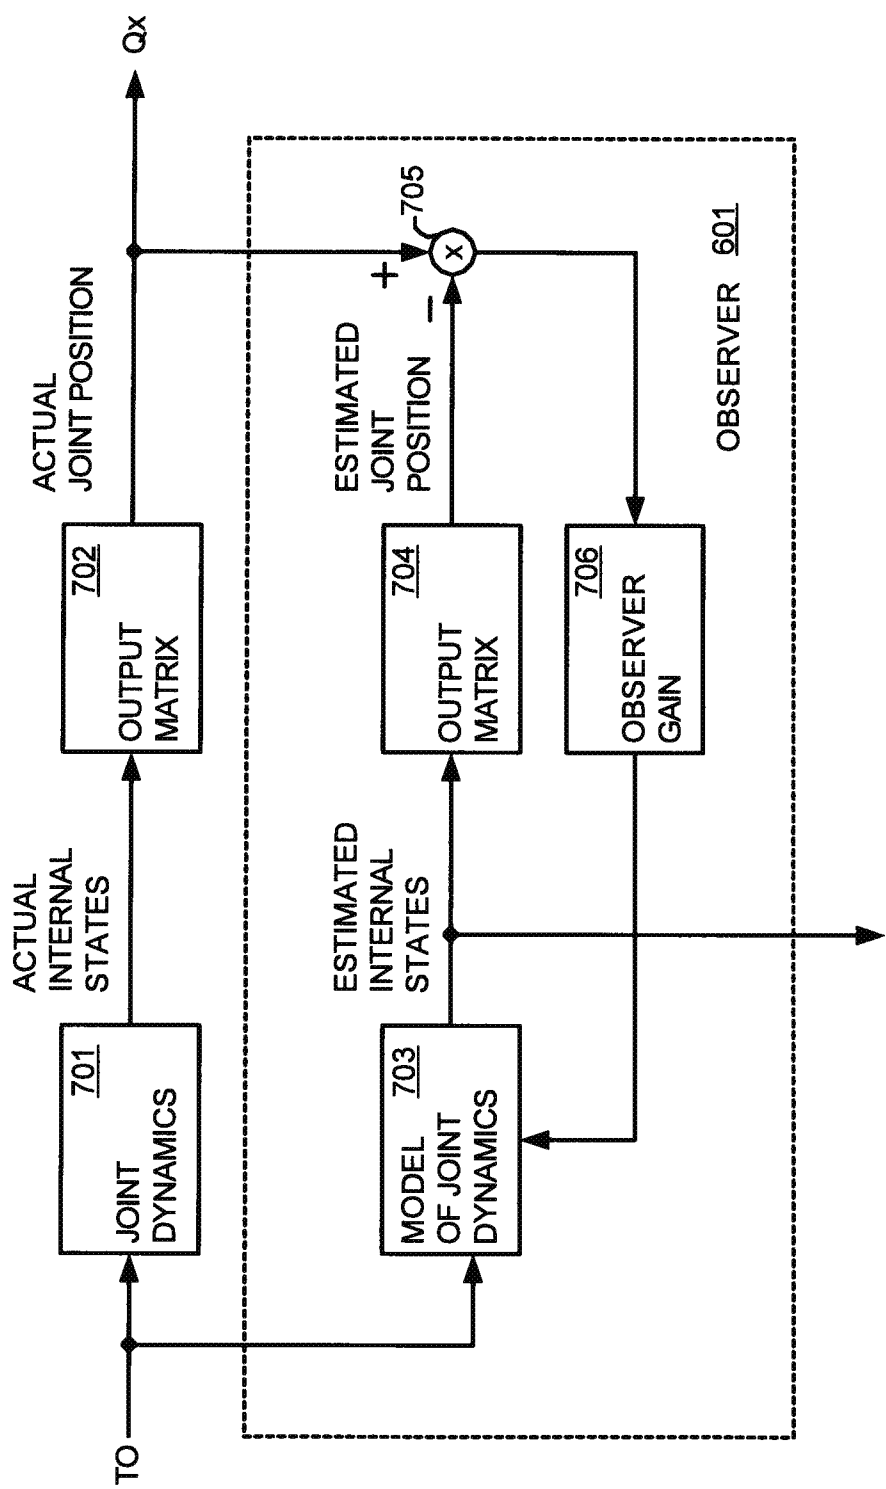 TO
701
JOINT
DYNAMICS
ACTUAL
INTERNAL
STATES
702
OUTPUT
MATRIX
ACTUAL
JOINT POSITION
Qx
703
MODEL
OF JOINT
DYNAMICS
ESTIMATED
INTERNAL
STATES
704
OUTPUT
MATRIX
ESTIMATED
JOINT
POSITION
+
−
X
705
706
OBSERVER
GAIN
OBSERVER 601